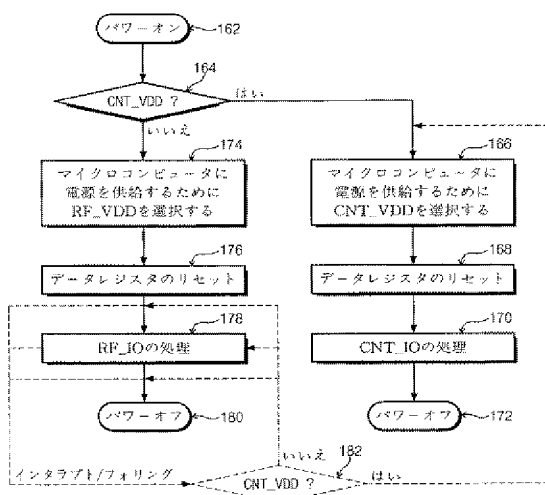 パワーオン
162
164
CNT_VDD ?
はい
いいえ
174
マイクロコンピュータに
電源を供給するために
RF_VDDを選択する
166
マイクロコンピュータに
電源を供給するために
CNT_VDDを選択する
176
データレジスタのリセット
168
データレジスタのリセット
178
RF_IOの処理
170
CNT_IOの処理
パワーオフ
180
パワーオフ
172
いいえ
182
インタラプト/フォリング
CNT_VDD ?
はい